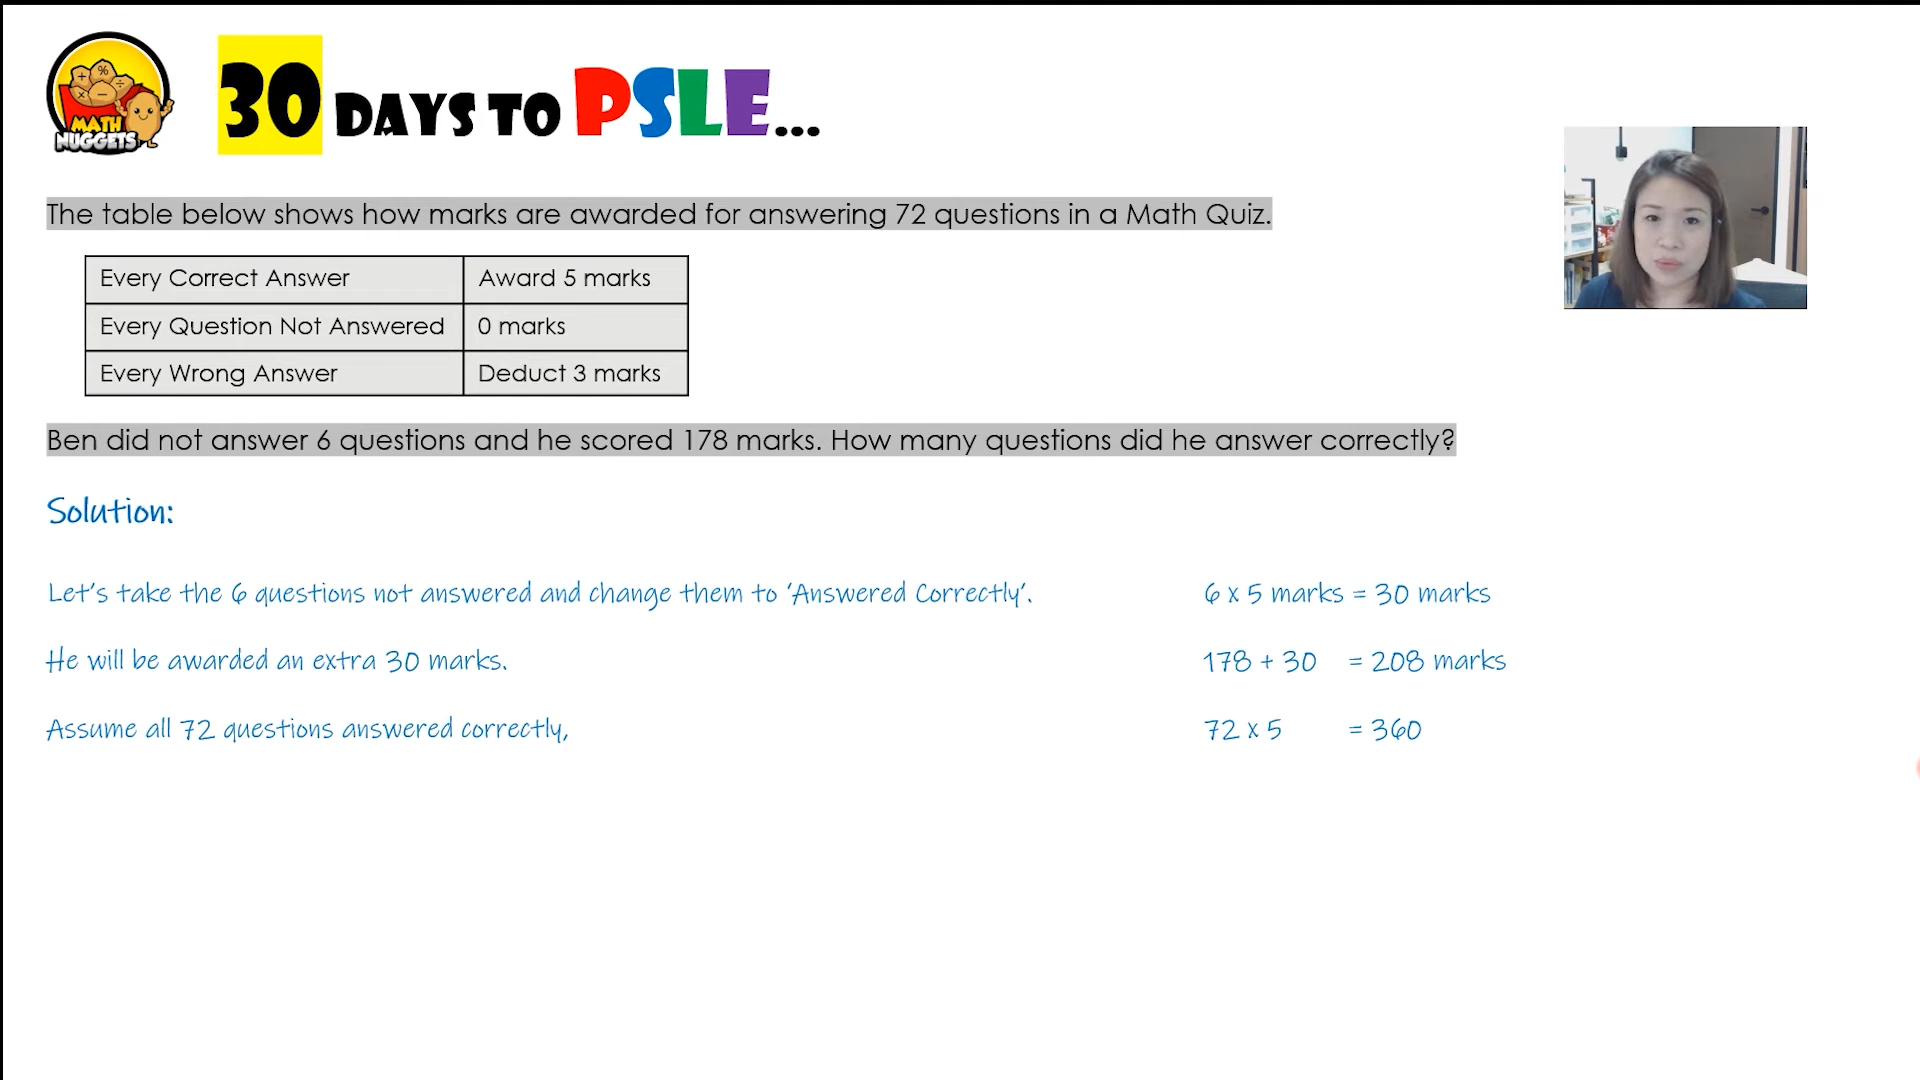 + % ÷ × −
MATH
NUGGETS
30 DAYS TO PSLE...
The table below shows how marks are awarded for answering 72 questions in a Math Quiz.
Every Correct Answer Award 5 marks
Every Question Not Answered 0 marks
Every Wrong Answer Deduct 3 marks
Ben did not answer 6 questions and he scored 178 marks. How many questions did he answer correctly?
Solution:
Let's take the 6 questions not answered and change them to 'Answered Correctly'. 6 x 5 marks = 30 marks
He will be awarded an extra 30 marks. 178 + 30 = 208 marks
Assume all 72 questions answered correctly, 72 x 5 = 360